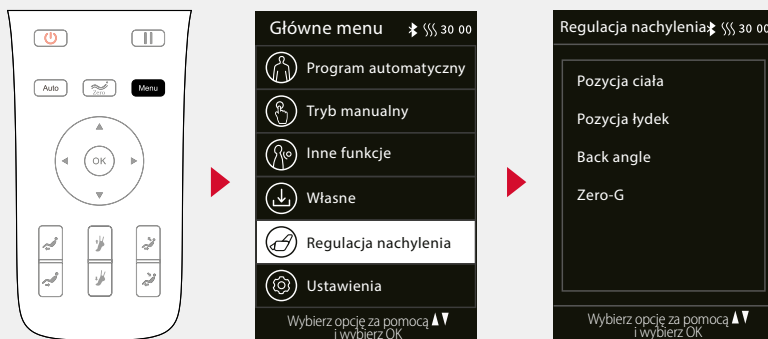 Auto
Zero
Menu
OK
Główne menu 30 00
Program automatyczny
Tryb manualny
Inne funkcje
Własne
Regulacja nachylenia
Ustawienia
Wybierz opcję za pomocą
i wybierz OK
Regulacja nachylenia 30 00
Pozycja ciała
Pozycja łydek
Back angle
Zero-G
Wybierz opcję za pomocą
i wybierz OK